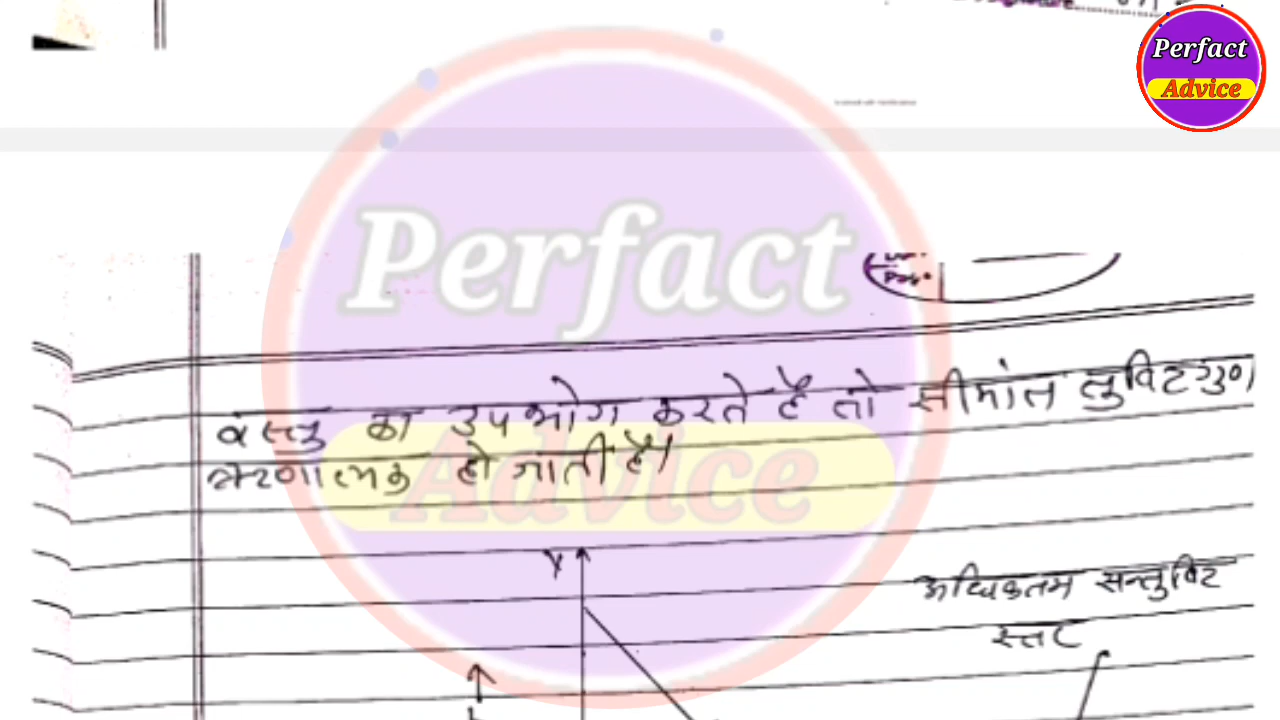 Perfact
Advice
Perfact
Advice
वस्तु का उपभोग करते है तो सीमांत तुष्टिगुण
ऋणात्मक हो जाती है।
Y
अधिकतम सन्तुष्टि
स्तर